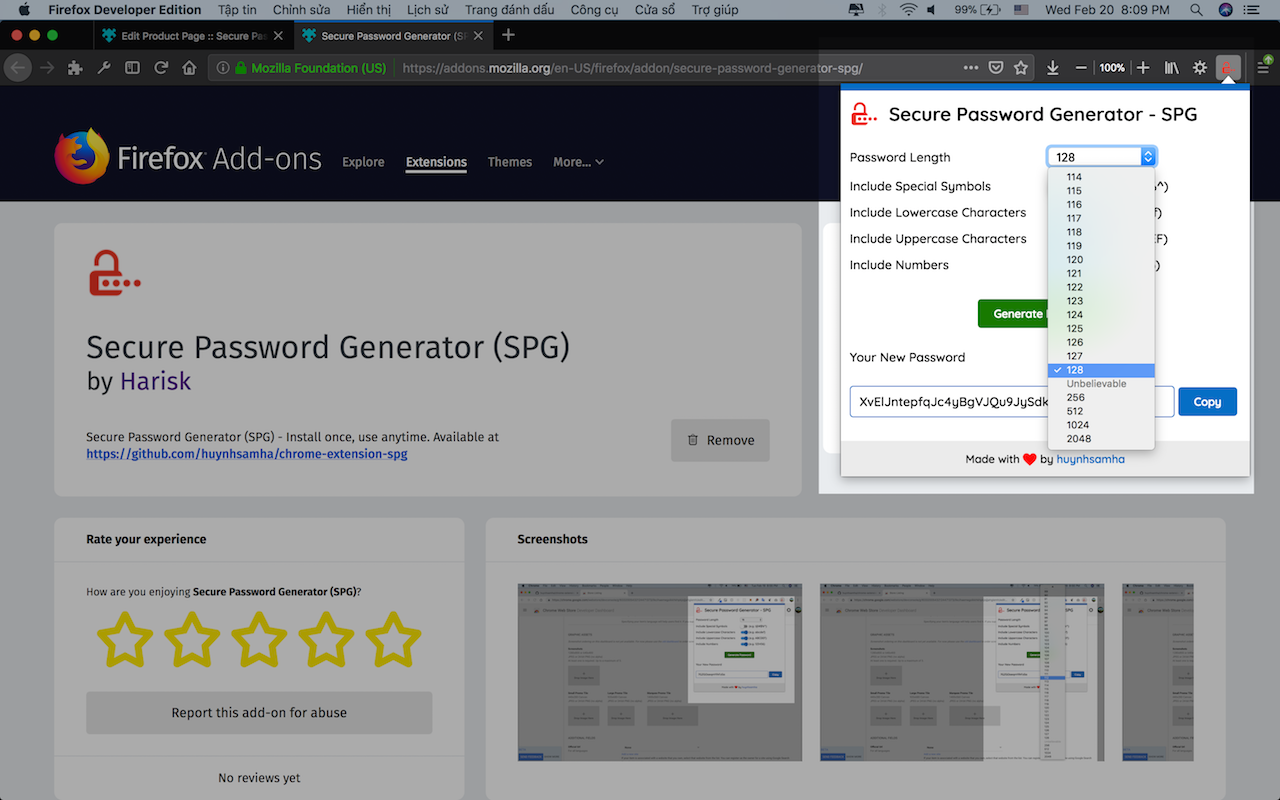 Firefox Developer Edition Tập tin Chỉnh sửa Hiển thị Lịch sử Trang đánh dấu Công cụ Cửa sổ Trợ giúp 99% Wed Feb 20 8:09 PM
Edit Product Page :: Secure Pas
Secure Password Generator (SP
Mozilla Foundation (US) https://addons.mozilla.org/en-US/firefox/addon/secure-password-generator-spg/ 100%
Firefox Add-ons Explore Extensions Themes More...
Secure Password Generator (SPG)
by Harisk
Secure Password Generator (SPG) - Install once, use anytime. Available at
https://github.com/huynhsamha/chrome-extension-spg
Remove
Secure Password Generator - SPG
Password Length 128
Include Special Symbols ^)
Include Lowercase Characters f)
Include Uppercase Characters F)
Include Numbers )
114
115
116
117
118
119
120
121
122
123
124
125
126
127
128
Unbelievable
256
512
1024
2048
Generate
Your New Password
XvElJntepfqJc4yBgVJQu9JySdk
Copy
Made with ❤ by huynhsamha
Rate your experience
How are you enjoying Secure Password Generator (SPG)?
Report this add-on for abuse
No reviews yet
Screenshots
Secure Password Generator - SPG